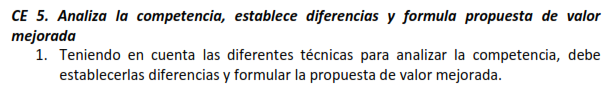 CE 5. Analiza la competencia, establece diferencias y formula propuesta de valor
mejorada
1. Teniendo en cuenta las diferentes técnicas para analizar la competencia, debe
establecerlas diferencias y formular la propuesta de valor mejorada.